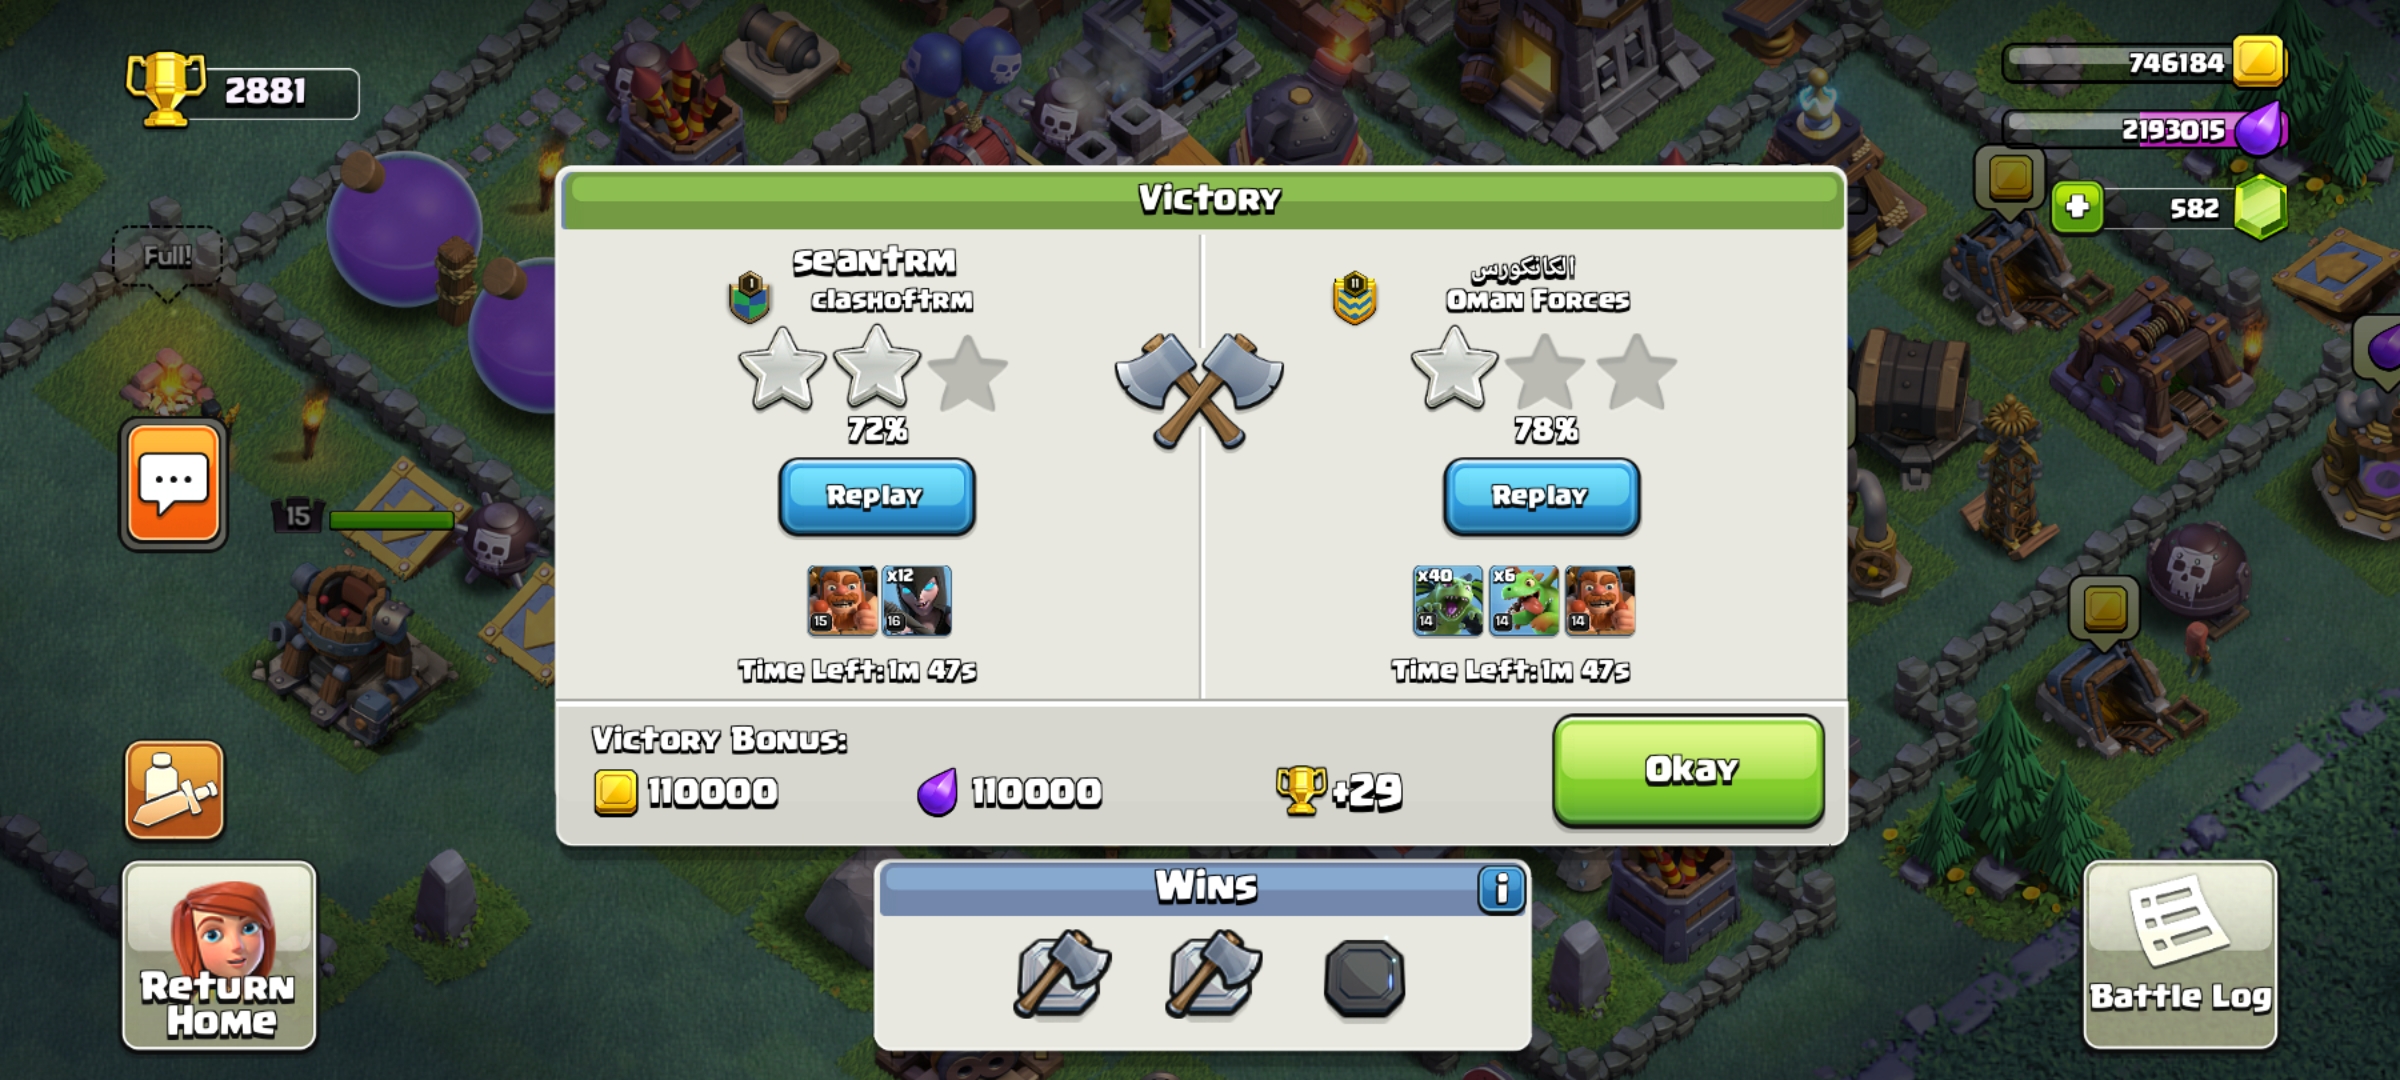 2881
746184
2193015
582
Full!
15
Victory
seantrm
clashoftrm
72%
Replay
15
x12
16
Time Left: 1m 47s
الكانكورس
Oman Forces
78%
Replay
x40
14
x6
14
14
Time Left: 1m 47s
Victory Bonus:
110000
110000
+29
Okay
Wins
i
Return
Home
Battle Log